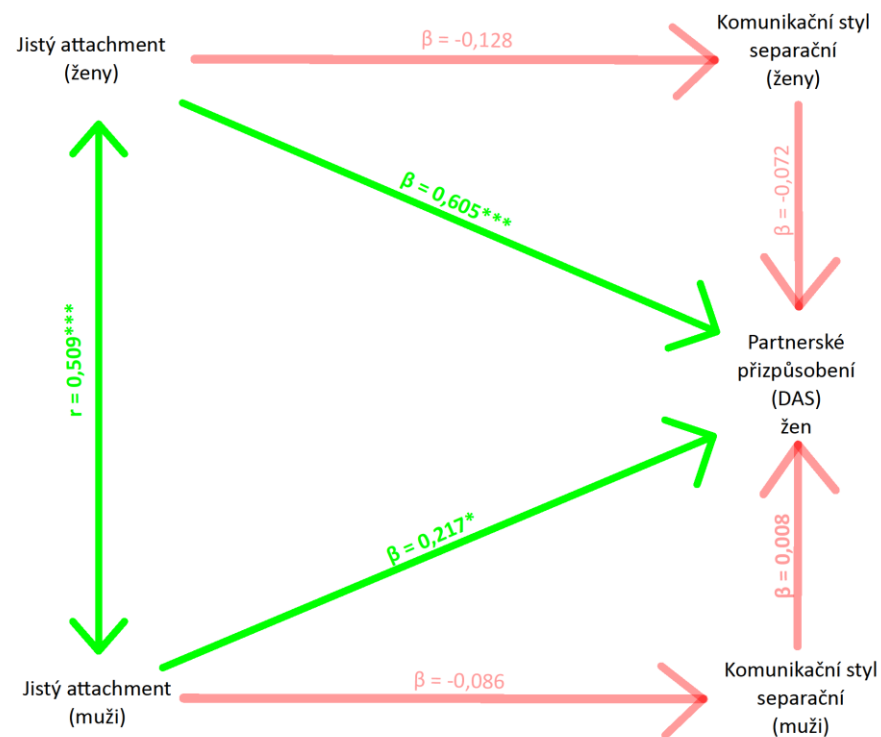 Jistý attachment
(ženy)
β = -0,128
Komunikační styl
separační
(ženy)
β = -0,072
β = 0,605***
r = 0,509***
Partnerské
přizpůsobení
(DAS)
žen
β = 0,217*
β = 0,008
Jistý attachment
(muži)
β = -0,086
Komunikační styl
separační
(muži)